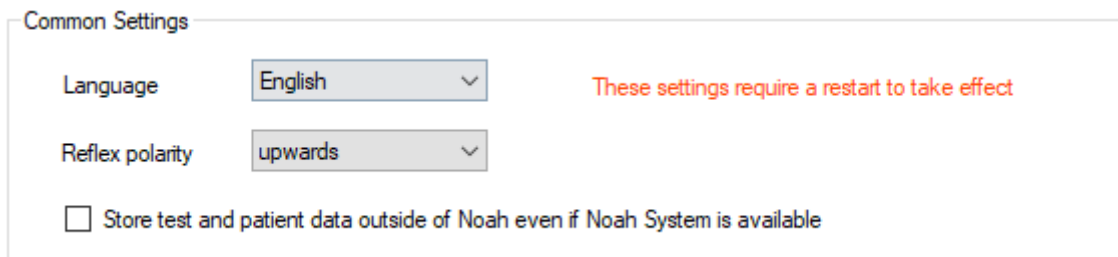 Common Settings
Language English These settings require a restart to take effect
Reflex polarity upwards
Store test and patient data outside of Noah even if Noah System is available